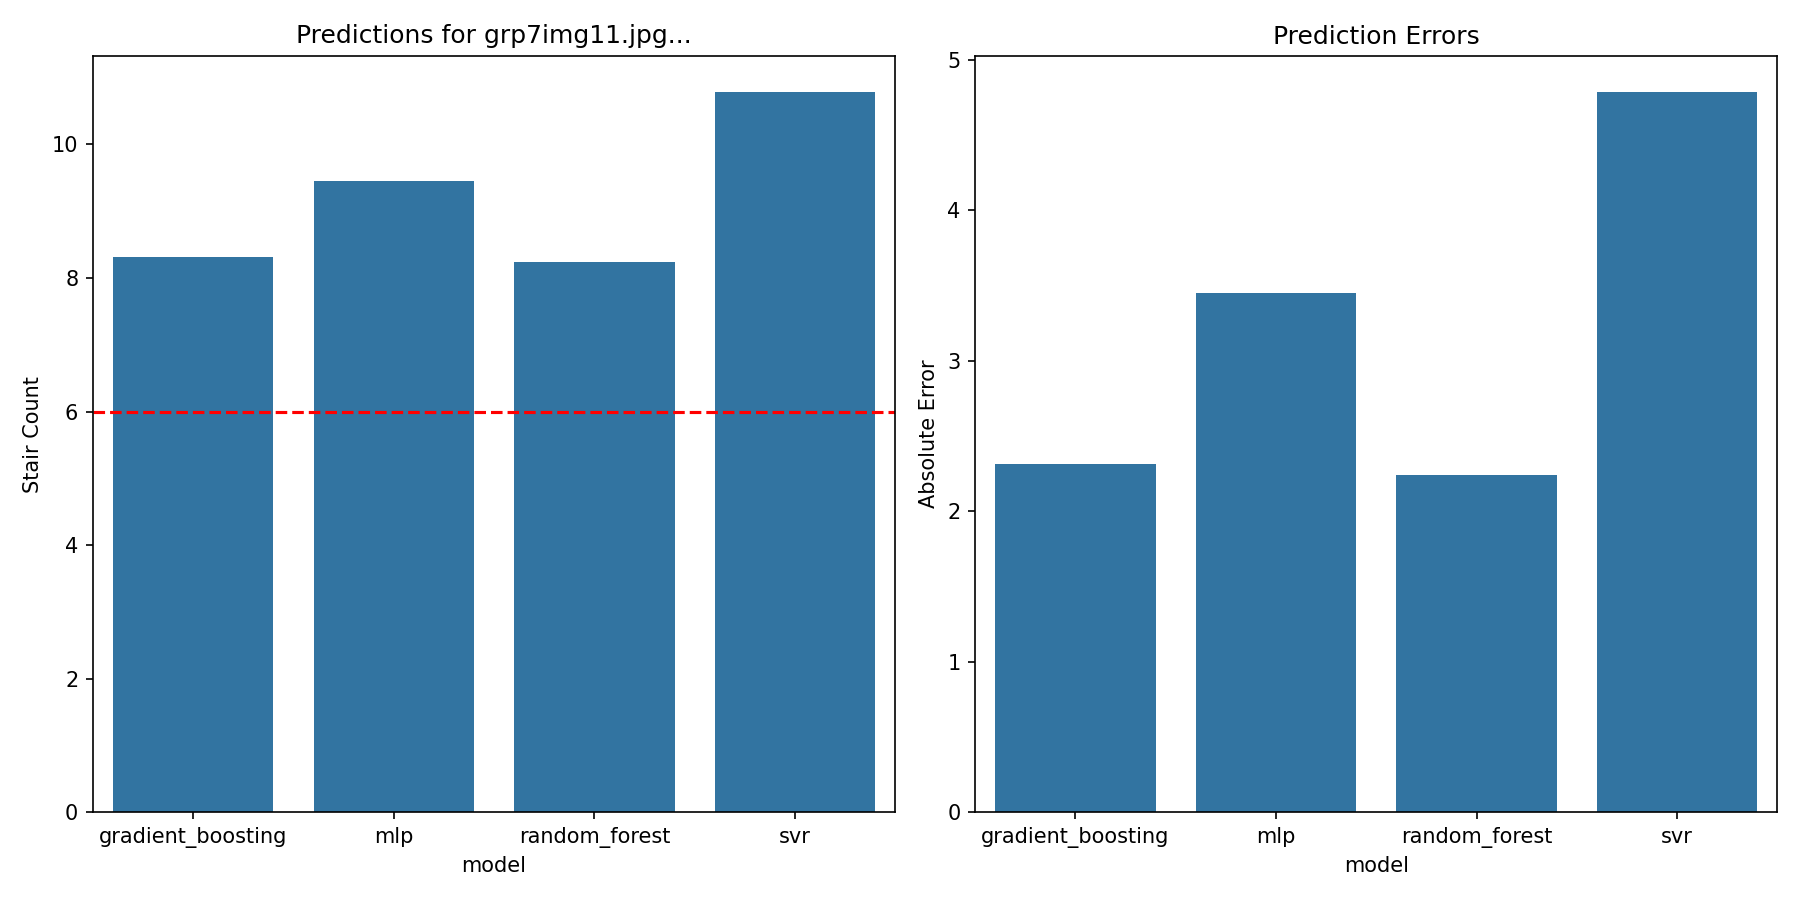 Predictions for grp7img11.jpg...
Stair Count
10
8
6
4
2
0
gradient_boosting
mlp
random_forest
svr
model
Prediction Errors
Absolute Error
5
4
3
2
1
0
gradient_boosting
mlp
random_forest
svr
model